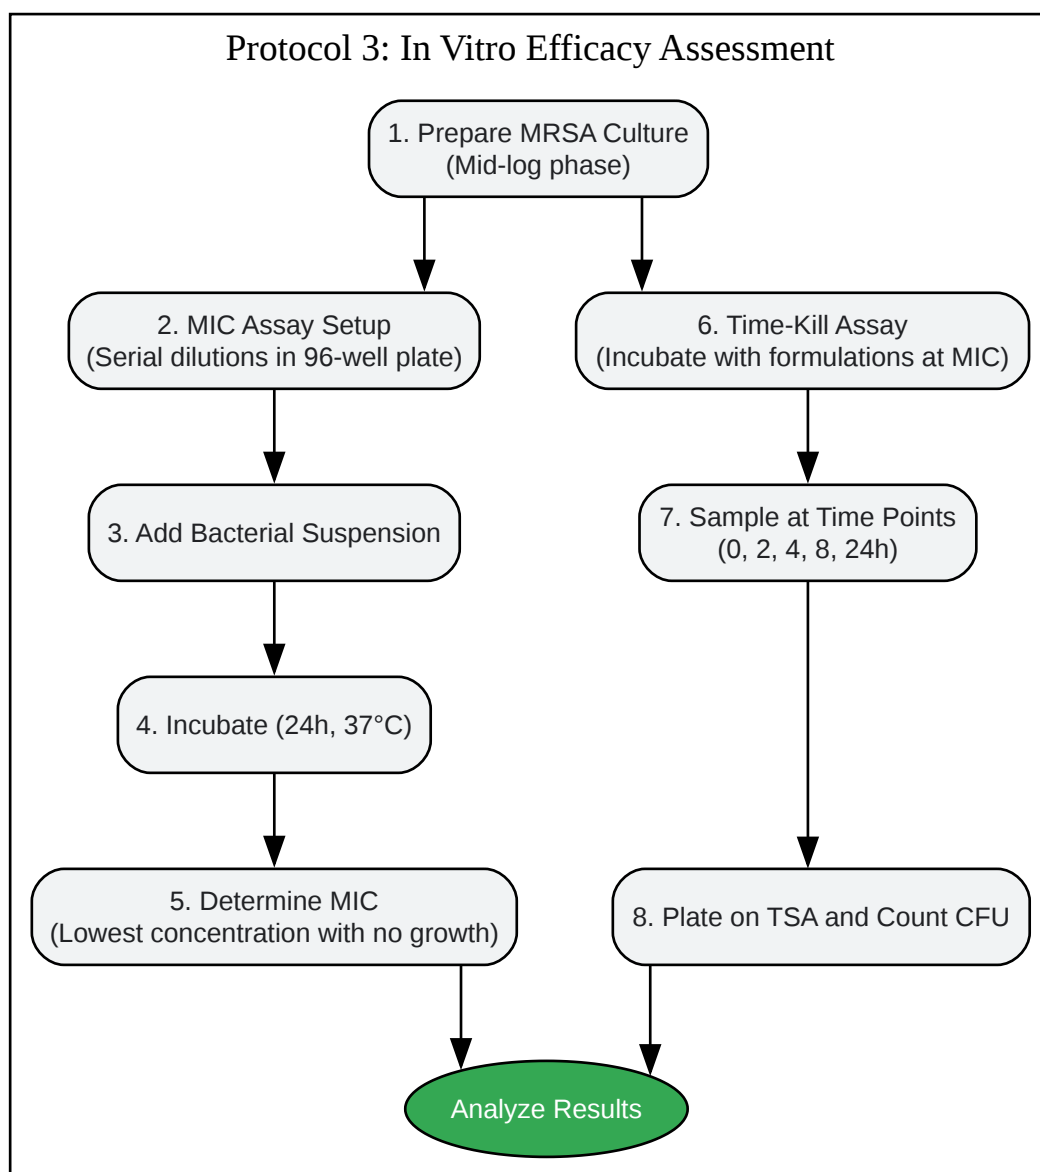 Protocol 3: In Vitro Efficacy Assessment
1. Prepare MRSA Culture
(Mid-log phase)
2. MIC Assay Setup
(Serial dilutions in 96-well plate)
6. Time-Kill Assay
(Incubate with formulations at MIC)
3. Add Bacterial Suspension
7. Sample at Time Points
(0, 2, 4, 8, 24h)
4. Incubate (24h, 37°C)
5. Determine MIC
(Lowest concentration with no growth)
8. Plate on TSA and Count CFU
Analyze Results